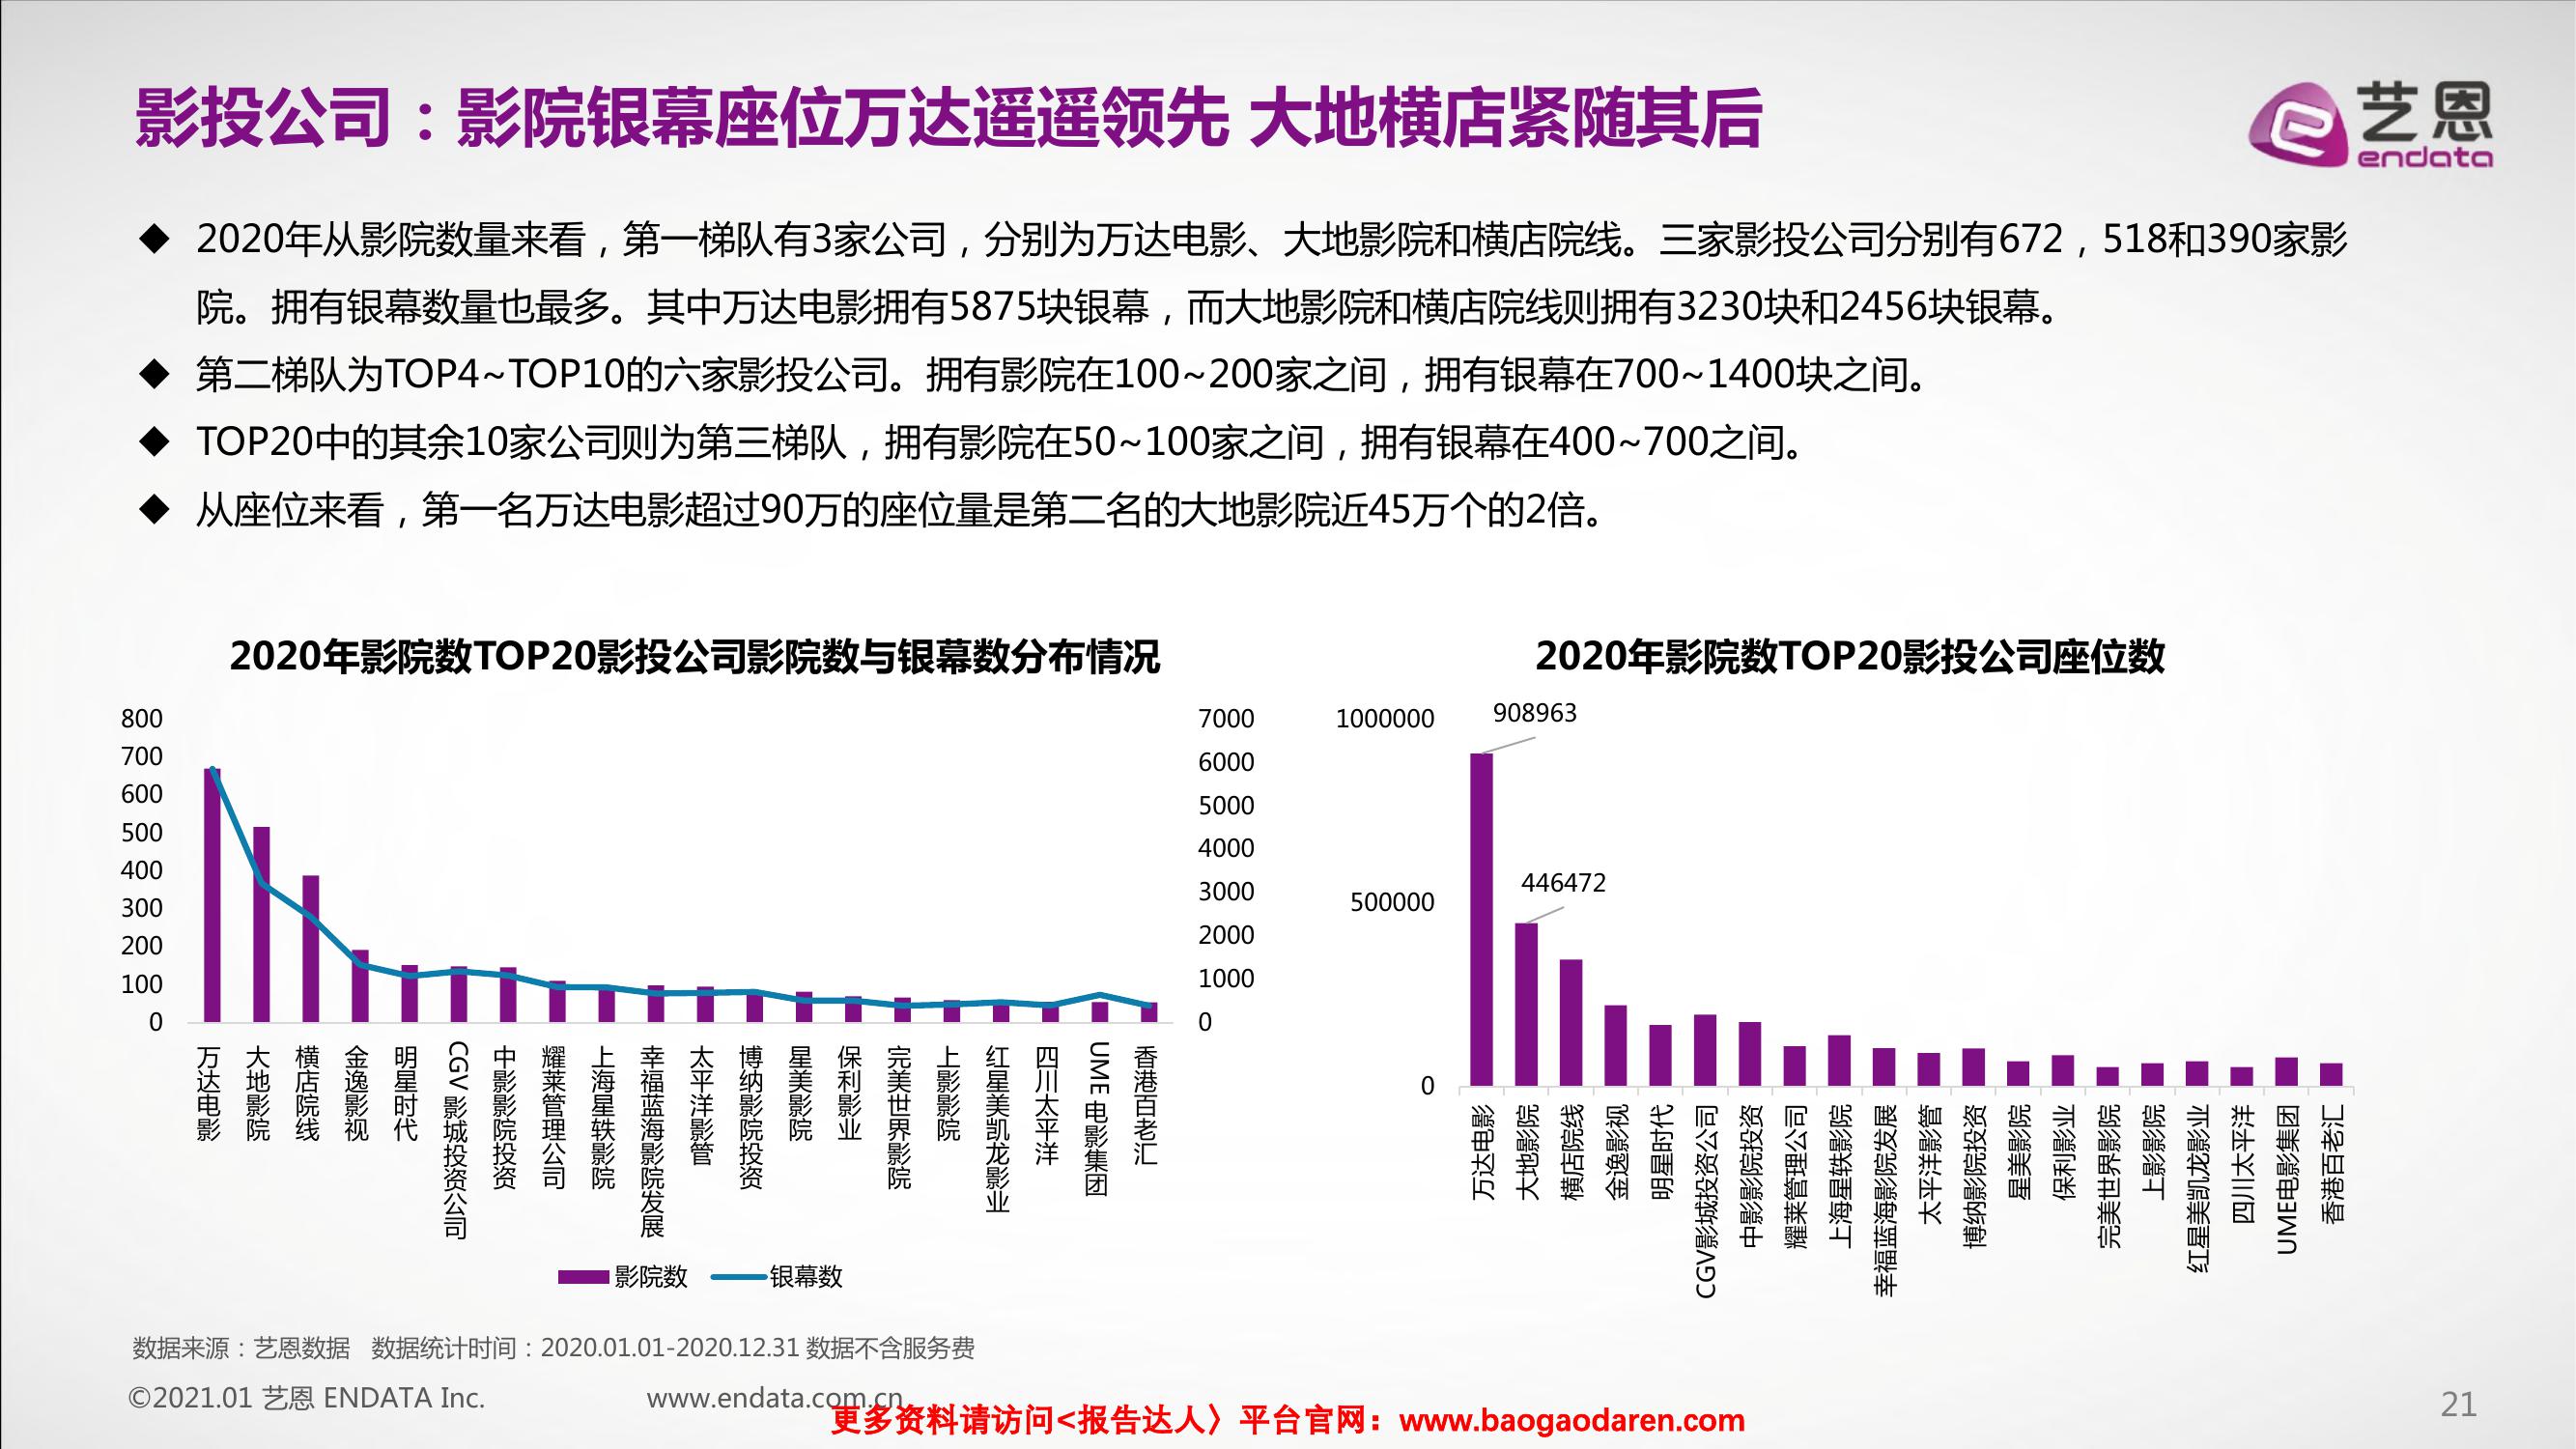 影投公司：影院银幕座位万达遥遥领先 大地横店紧随其后
艺恩
endata
◆ 2020年从影院数量来看，第一梯队有3家公司，分别为万达电影、大地影院和横店院线。三家影投公司分别有672，518和390家影
院。拥有银幕数量也最多。其中万达电影拥有5875块银幕，而大地影院和横店院线则拥有3230块和2456块银幕。
◆ 第二梯队为TOP4~TOP10的六家影投公司。拥有影院在100~200家之间，拥有银幕在700~1400块之间。
◆ TOP20中的其余10家公司则为第三梯队，拥有影院在50~100家之间，拥有银幕在400~700之间。
◆ 从座位来看，第一名万达电影超过90万的座位量是第二名的大地影院近45万个的2倍。
2020年影院数TOP20影投公司影院数与银幕数分布情况
800
700
600
500
400
300
200
100
0
7000
6000
5000
4000
3000
2000
1000
0
万达电影
大地影院
横店院线
金逸影视
明星时代
CGV 影城投资公司
中影影院投资
耀莱管理公司
上海星轶影院
幸福蓝海影院发展
太平洋影管
博纳影院投资
星美影院
保利影业
完美世界影院
上影影院
红星美凯龙影业
四川太平洋
UME 电影集团
香港百老汇
影院数
银幕数
2020年影院数TOP20影投公司座位数
1000000
500000
0
908963
446472
万达电影
大地影院
横店院线
金逸影视
明星时代
CGV影城投资公司
中影影院投资
耀莱管理公司
上海星轶影院
幸福蓝海影院发展
太平洋影管
博纳影院投资
星美影院
保利影业
完美世界影院
上影影院
红星美凯龙影业
四川太平洋
UME电影集团
香港百老汇
数据来源：艺恩数据 数据统计时间：2020.01.01-2020.12.31 数据不含服务费
©2021.01 艺恩 ENDATA Inc.
www.endata.com.cn
更多资料请访问<报告达人〉平台官网：www.baogaodaren.com
21